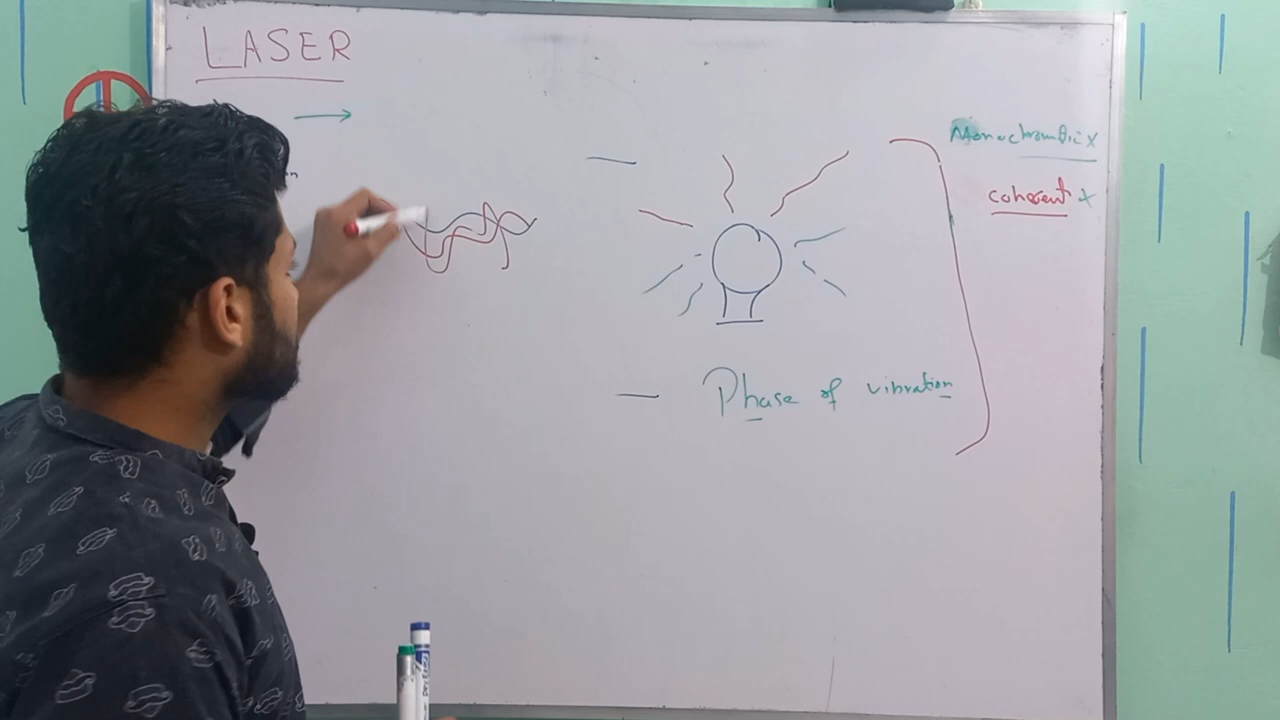 LASER
Monochromatic x
coherent x
Phase of vibration